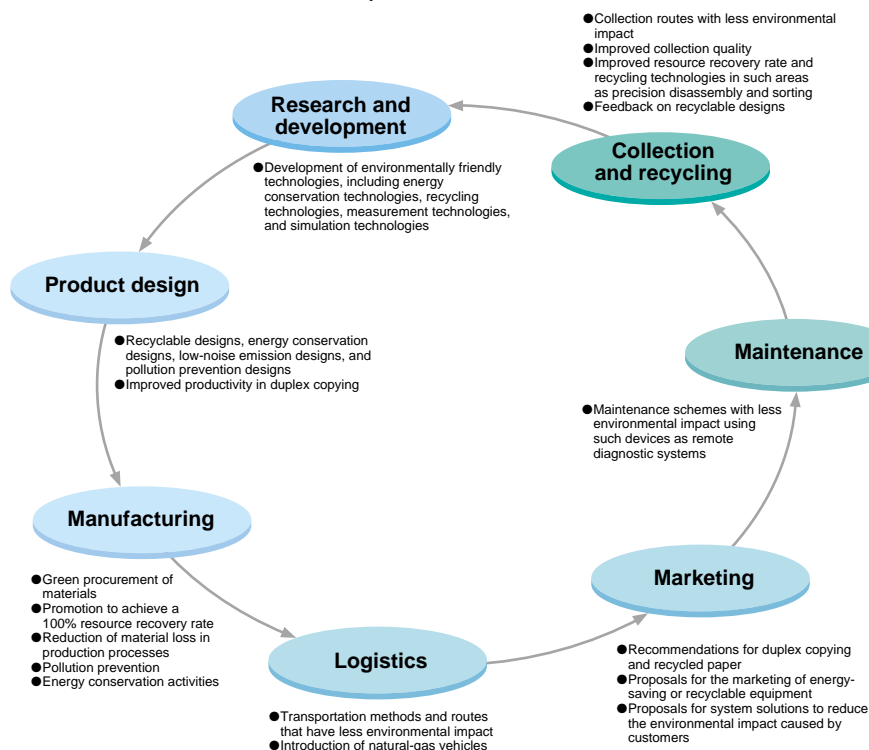 ●Collection routes with less environmental
impact
●Improved collection quality
●Improved resource recovery rate and
recycling technologies in such areas
as precision disassembly and sorting
●Feedback on recyclable designs
Research and
development
Collection
and recycling
●Development of environmentally friendly
technologies, including energy
conservation technologies, recycling
technologies, measurement technologies,
and simulation technologies
Product design
●Recyclable designs, energy conservation
designs, low-noise emission designs, and
pollution prevention designs
●Improved productivity in duplex copying
Maintenance
●Maintenance schemes with less
environmental impact using
such devices as remote
diagnostic systems
Manufacturing
●Green procurement of
materials
●Promotion to achieve a
100% resource recovery rate
●Reduction of material loss in
production processes
●Pollution prevention
●Energy conservation activities
Marketing
●Recommendations for duplex copying
and recycled paper
●Proposals for the marketing of energy-
saving or recyclable equipment
●Proposals for system solutions to reduce
the environmental impact caused by
customers
Logistics
●Transportation methods and routes
that have less environmental impact
●Introduction of natural-gas vehicles